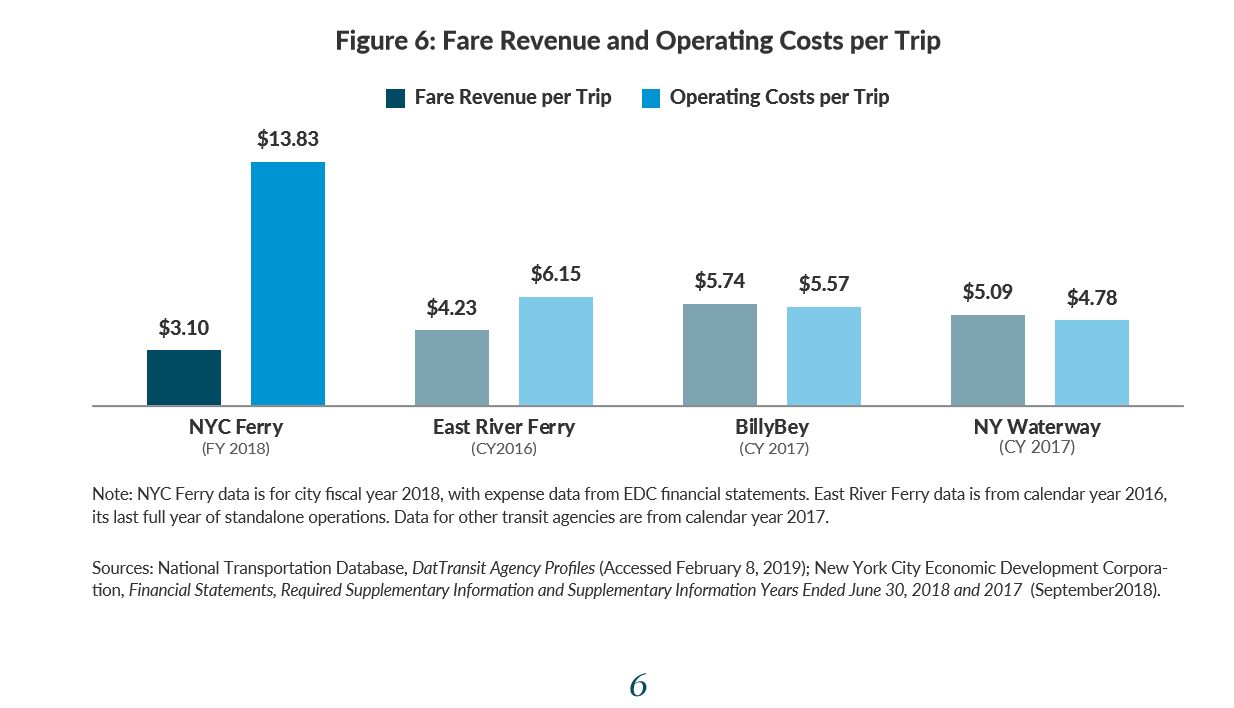 Figure 6: Fare Revenue and Operating Costs per Trip
Fare Revenue per Trip
Operating Costs per Trip
$13.83
$3.10
$4.23
$6.15
$5.74
$5.57
$5.09
$4.78
NYC Ferry
(FY 2018)
East River Ferry
(CY2016)
BillyBey
(CY 2017)
NY Waterway
(CY 2017)
Note: NYC Ferry data is for city fiscal year 2018, with expense data from EDC financial statements. East River Ferry data is from calendar year 2016,
its last full year of standalone operations. Data for other transit agencies are from calendar year 2017.
Sources: National Transportation Database, DatTransit Agency Profiles (Accessed February 8, 2019); New York City Economic Development Corpora-
tion, Financial Statements, Required Supplementary Information and Supplementary Information Years Ended June 30, 2018 and 2017 (September2018).
6